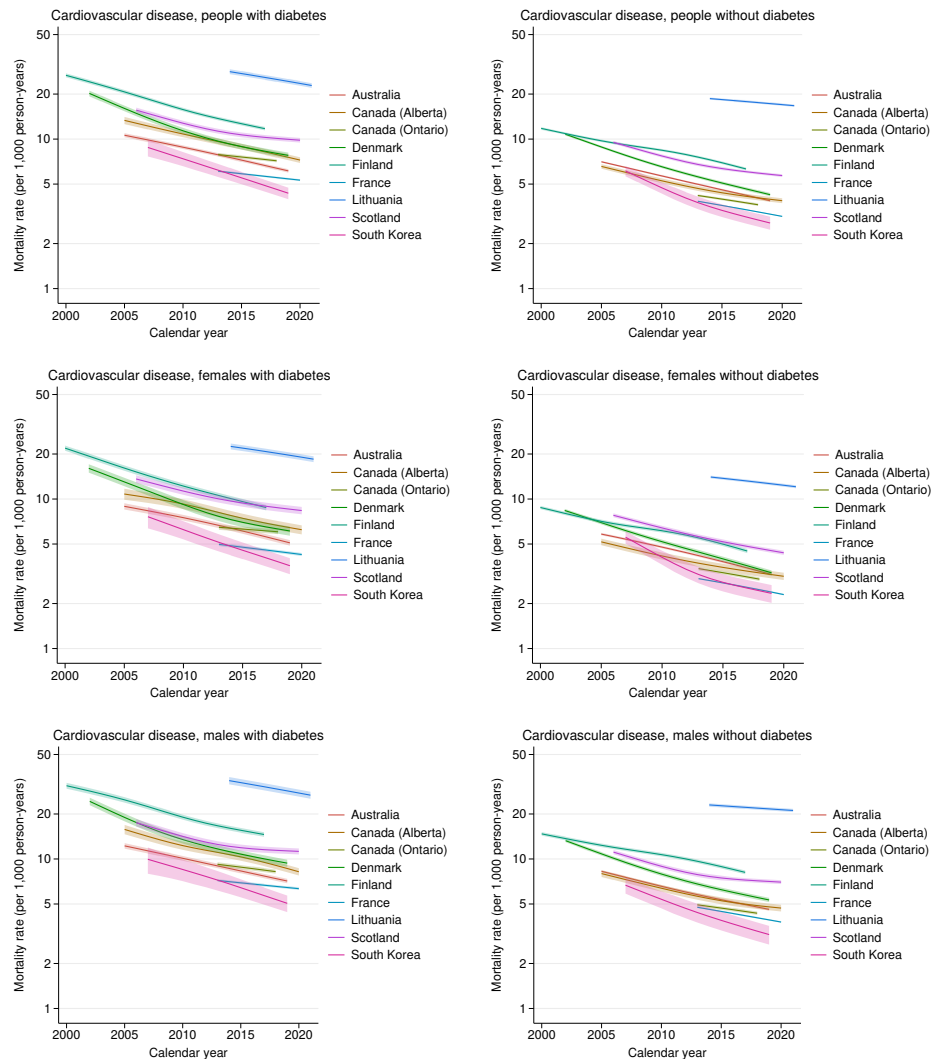 Cardiovascular disease, people with diabetes
Mortality rate (per 1,000 person-years)
50
20
10
5
2
1
2000 2005 2010 2015 2020
Calendar year
Australia
Canada (Alberta)
Canada (Ontario)
Denmark
Finland
France
Lithuania
Scotland
South Korea
Cardiovascular disease, people without diabetes
Mortality rate (per 1,000 person-years)
50
20
10
5
2
1
2000 2005 2010 2015 2020
Calendar year
Australia
Canada (Alberta)
Canada (Ontario)
Denmark
Finland
France
Lithuania
Scotland
South Korea
Cardiovascular disease, females with diabetes
Mortality rate (per 1,000 person-years)
50
20
10
5
2
1
2000 2005 2010 2015 2020
Calendar year
Australia
Canada (Alberta)
Canada (Ontario)
Denmark
Finland
France
Lithuania
Scotland
South Korea
Cardiovascular disease, females without diabetes
Mortality rate (per 1,000 person-years)
50
20
10
5
2
1
2000 2005 2010 2015 2020
Calendar year
Australia
Canada (Alberta)
Canada (Ontario)
Denmark
Finland
France
Lithuania
Scotland
South Korea
Cardiovascular disease, males with diabetes
Mortality rate (per 1,000 person-years)
50
20
10
5
2
1
2000 2005 2010 2015 2020
Calendar year
Australia
Canada (Alberta)
Canada (Ontario)
Denmark
Finland
France
Lithuania
Scotland
South Korea
Cardiovascular disease, males without diabetes
Mortality rate (per 1,000 person-years)
50
20
10
5
2
1
2000 2005 2010 2015 2020
Calendar year
Australia
Canada (Alberta)
Canada (Ontario)
Denmark
Finland
France
Lithuania
Scotland
South Korea